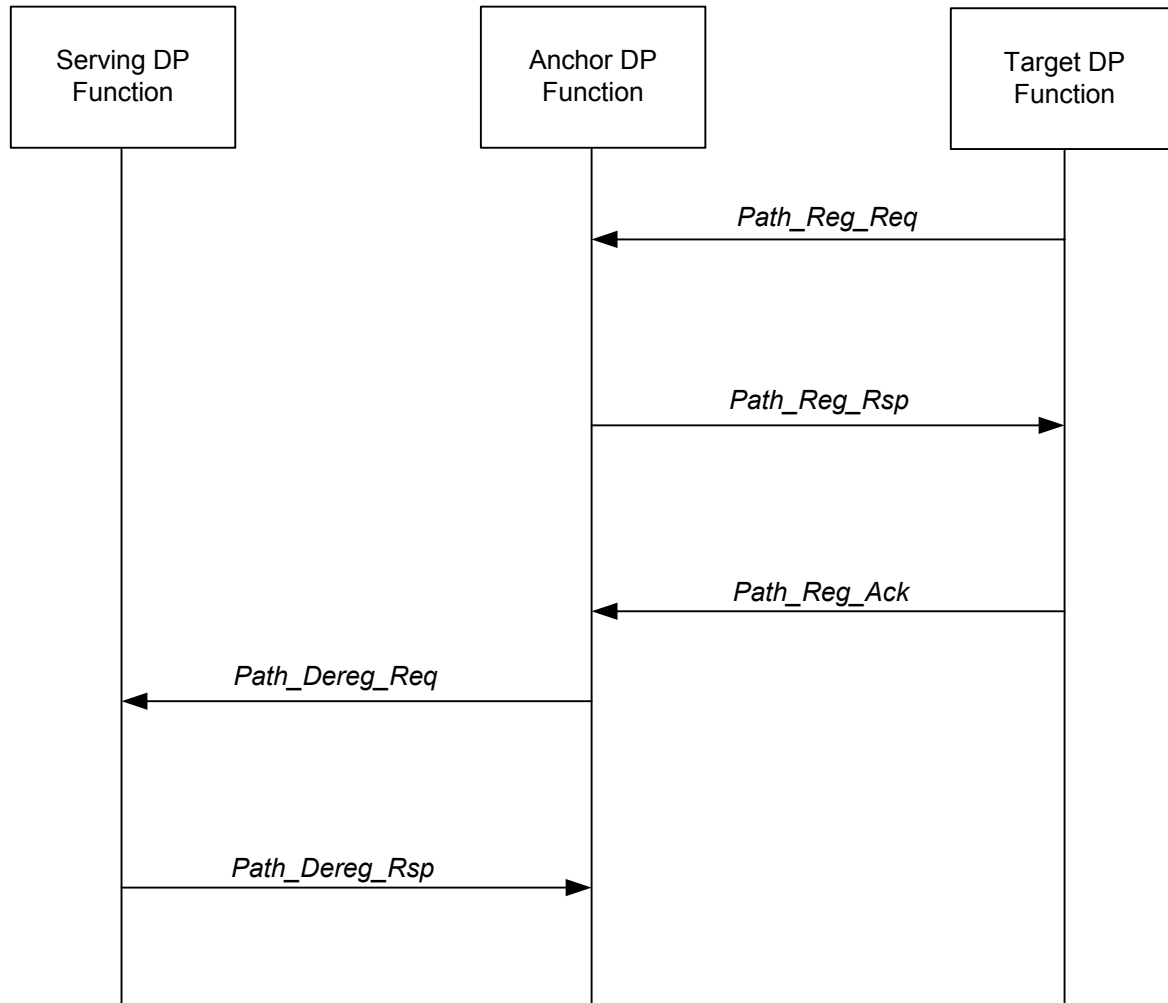 Serving DP
Function
Anchor DP
Function
Target DP
Function
Path_Reg_Req
Path_Reg_Rsp
Path_Reg_Ack
Path_Dereg_Req
Path_Dereg_Rsp